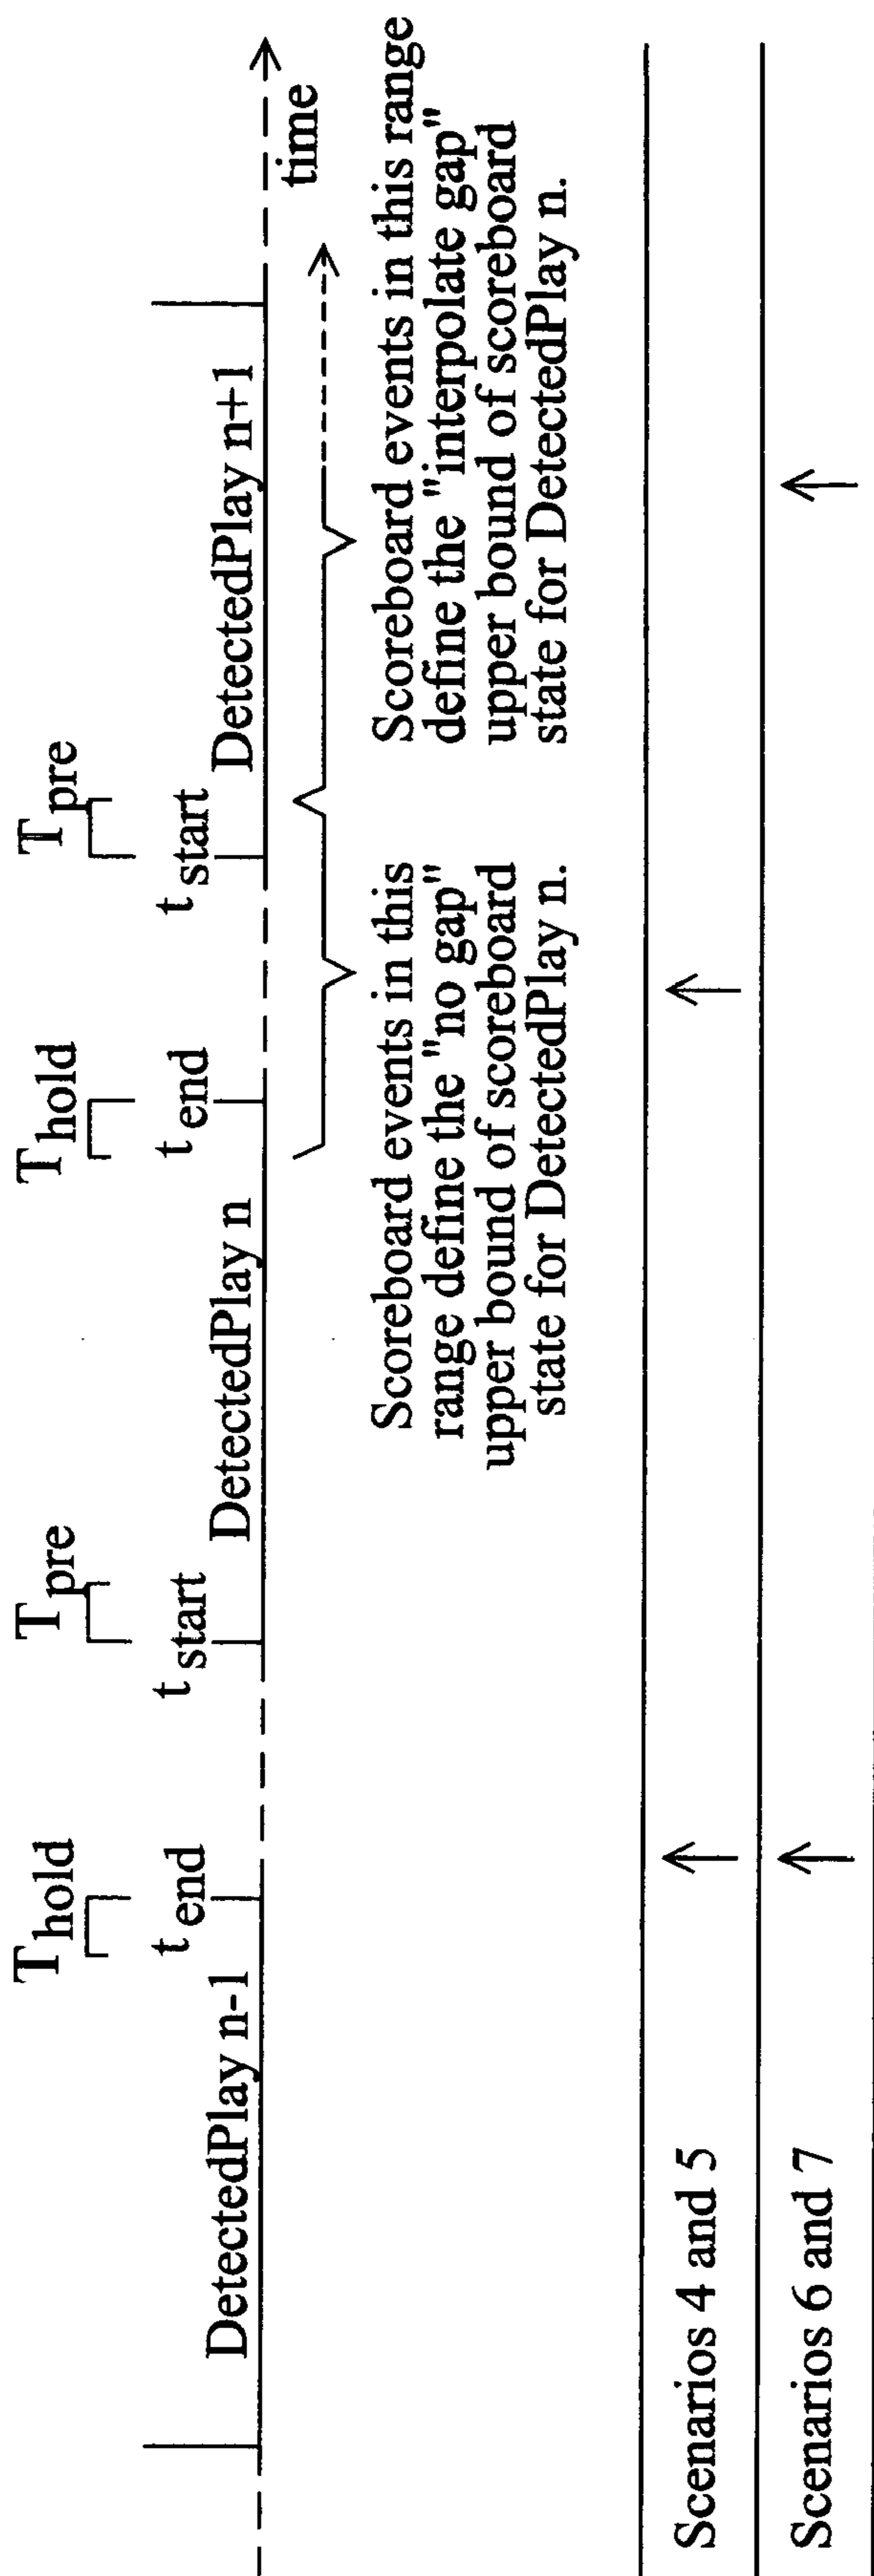 T hold
T pre
T hold
T pre
t end
t start
t end
t start
DetectedPlay n-1
DetectedPlay n
DetectedPlay n+1
time
Scoreboard events in this
range define the "no gap"
upper bound of scoreboard
state for DetectedPlay n.
Scoreboard events in this range
define the "interpolate gap"
upper bound of scoreboard
state for DetectedPlay n.
Scenarios 4 and 5
Scenarios 6 and 7